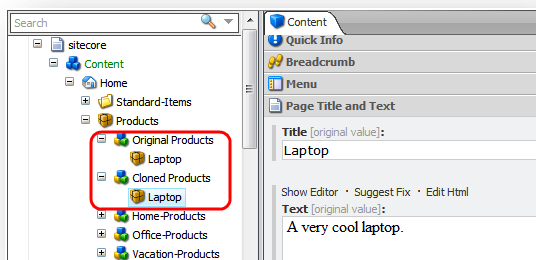 Search
sitecore
Content
Home
Standard-Items
Products
Original Products
Laptop
Cloned Products
Laptop
Home-Products
Office-Products
Vacation-Products
Content
Quick Info
Breadcrumb
Menu
Page Title and Text
Title [original value]:
Laptop
Show Editor · Suggest Fix · Edit Html
Text [original value]:
A very cool laptop.